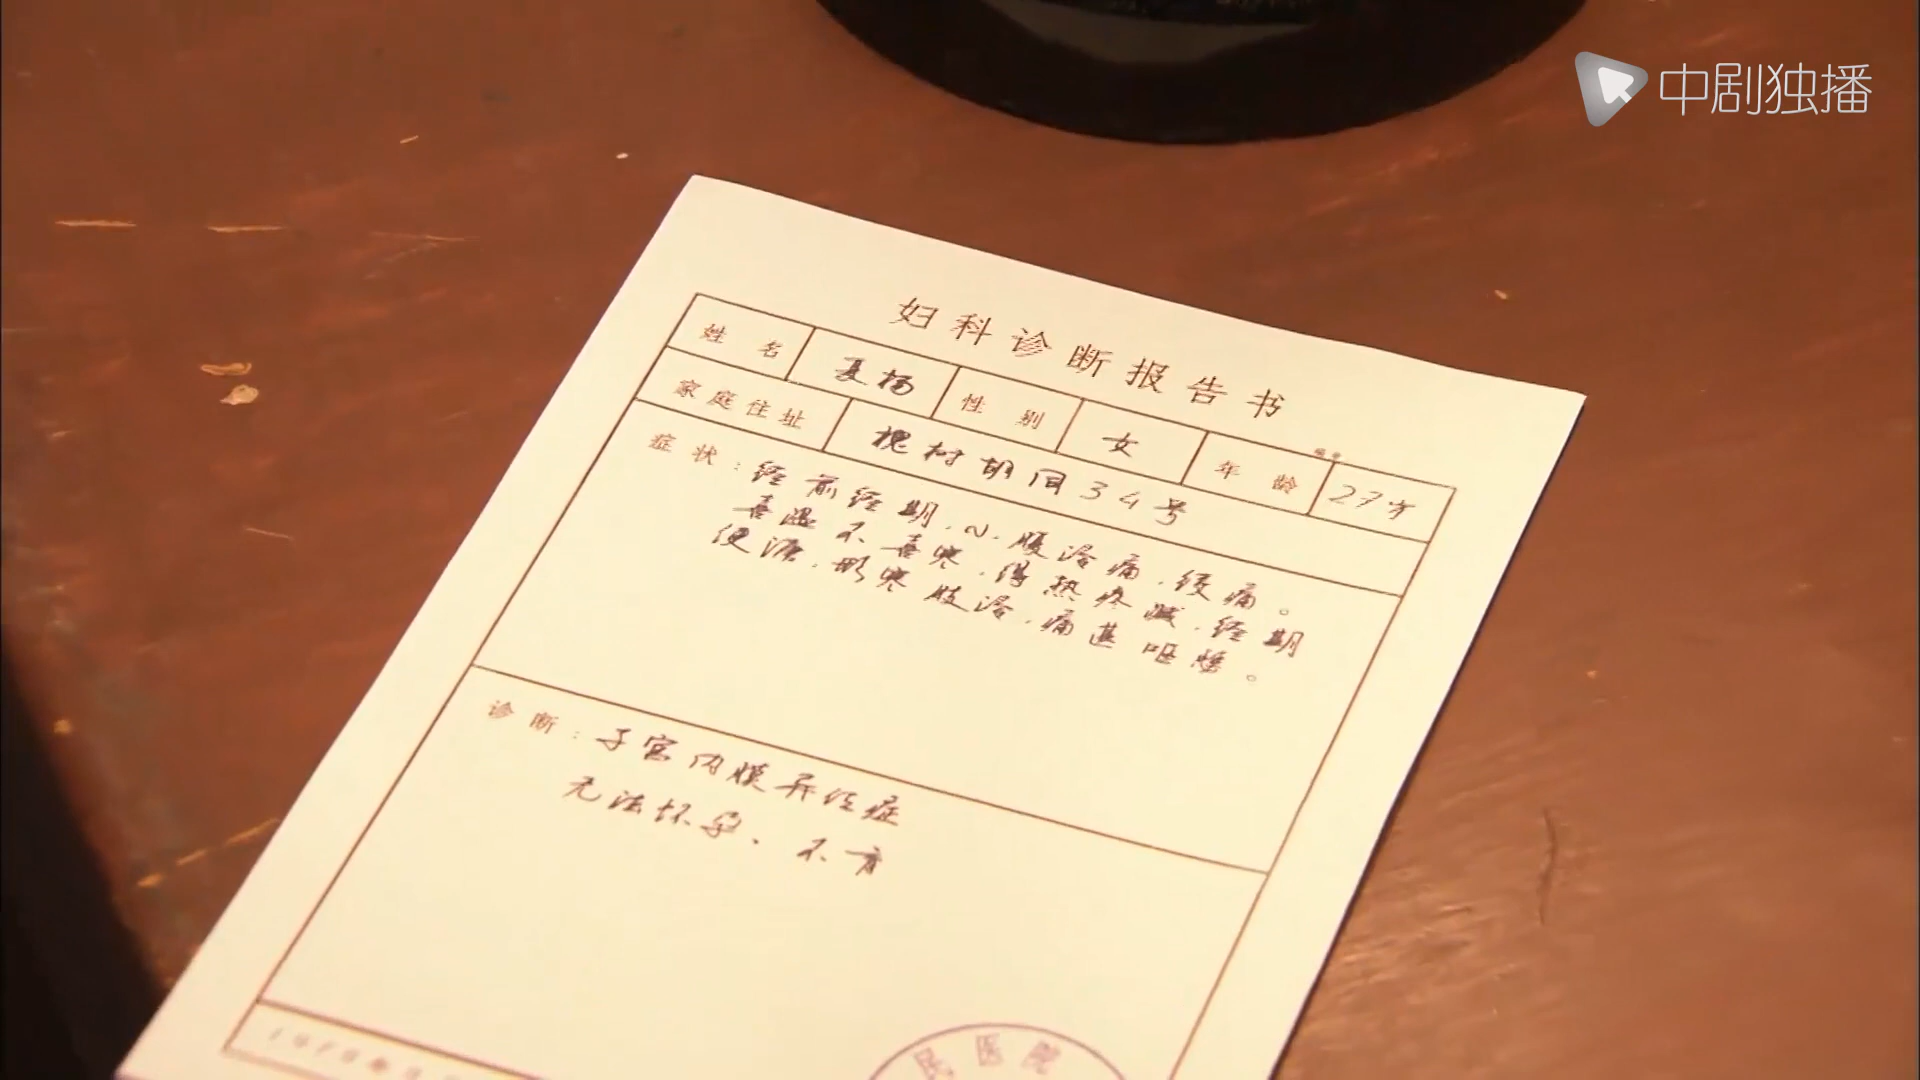 中剧独播
妇科诊断报告书
姓名 夏梅 性别 女 年龄 27岁
家庭住址 槐树胡同34号
症状：经前经期，小腹冷痛，绞痛。
喜温不喜寒，得热疼减，经期
便溏，形寒肢冷，痛甚呕恶。
诊断：子宫内膜异位症
无法怀孕、不育
民医院